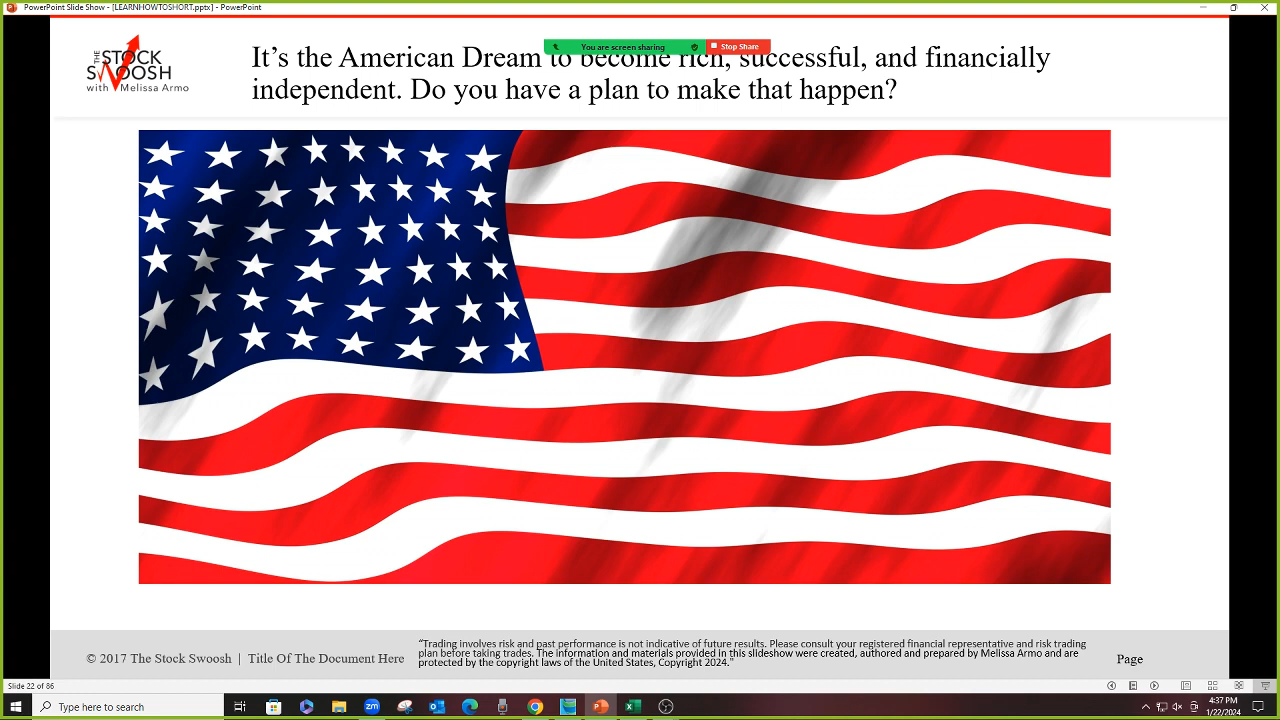 PowerPoint Slide Show - [LEARNHOWTOSHORT.pptx] - PowerPoint
You are screen sharing
Stop Share
THE
STOCK
SWOOSH
with Melissa Armo
It's the American Dream to become rich, successful, and financially
independent. Do you have a plan to make that happen?
© 2017 The Stock Swoosh | Title Of The Document Here
"Trading involves risk and past performance is not indicative of future results. Please consult your registered financial representative and risk trading
plan before taking trades. The information and materials provided in this slideshow were created, authored and prepared by Melissa Armo and are
protected by the copyright laws of the United States, Copyright 2024."
Page
Slide 22 of 86
Type here to search
zm
4:37 PM
1/22/2024